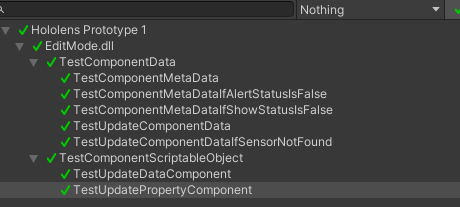 Nothing
Hololens Prototype 1
EditMode.dll
TestComponentData
TestComponentMetaData
TestComponentMetaDataIfAlertStatusIsFalse
TestComponentMetaDataIfShowStatusIsFalse
TestUpdateComponentData
TestUpdateComponentDataIfSensorNotFound
TestComponentScriptableObject
TestUpdateDataComponent
TestUpdatePropertyComponent